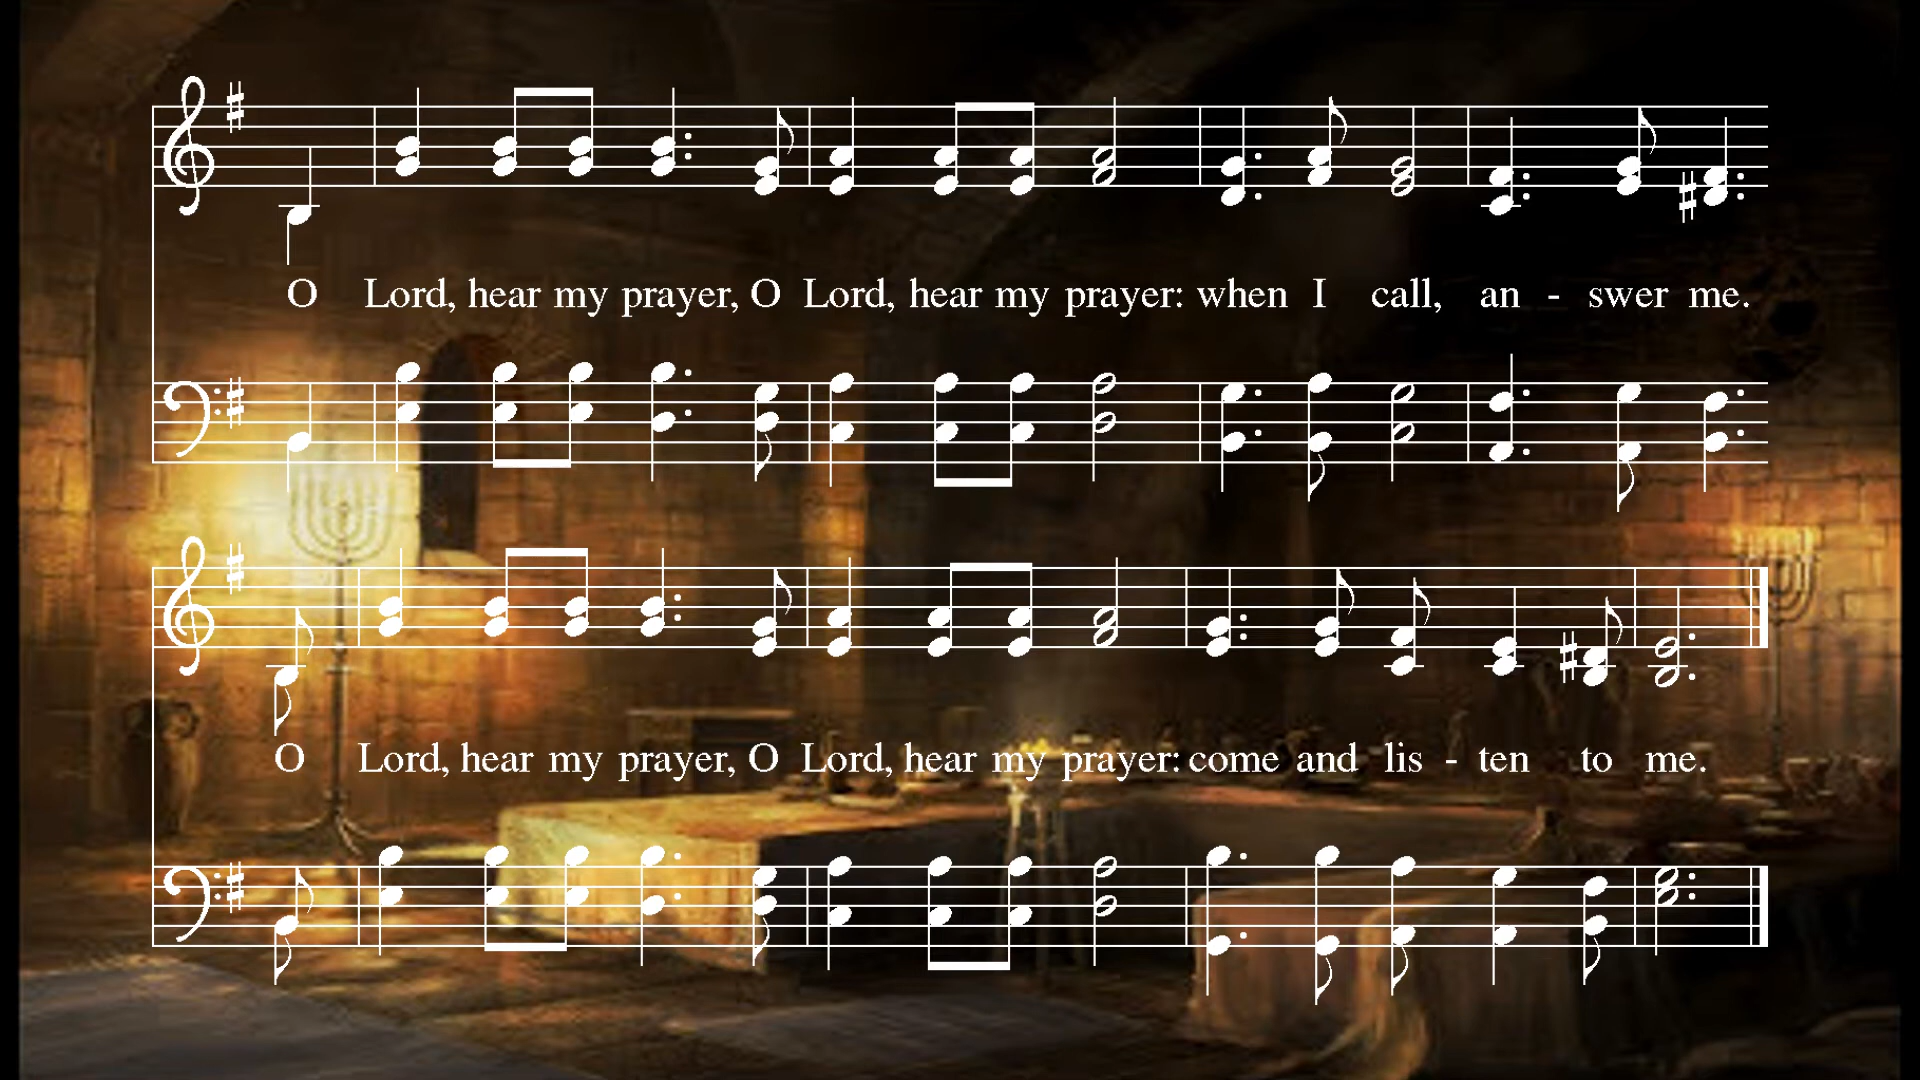 O Lord, hear my prayer, O Lord, hear my prayer: when I call, an - swer me.
O Lord, hear my prayer, O Lord, hear my prayer: come and lis - ten to me.